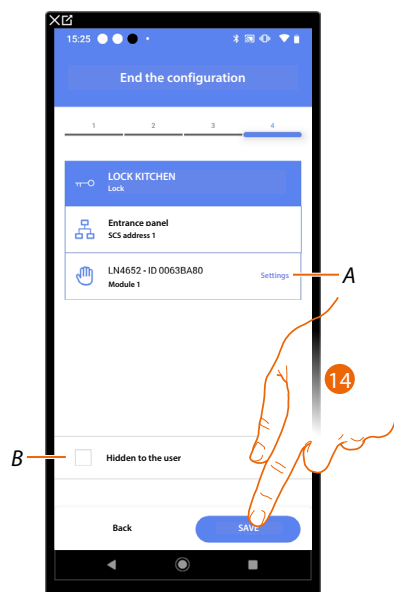 15:25
End the configuration
1 2 3 4
LOCK KITCHEN
Lock
Entrance panel
SCS address 1
LN4652 - ID 0063BA80
Settings
A
Module 1
14
B
Hidden to the user
Back
SAVE